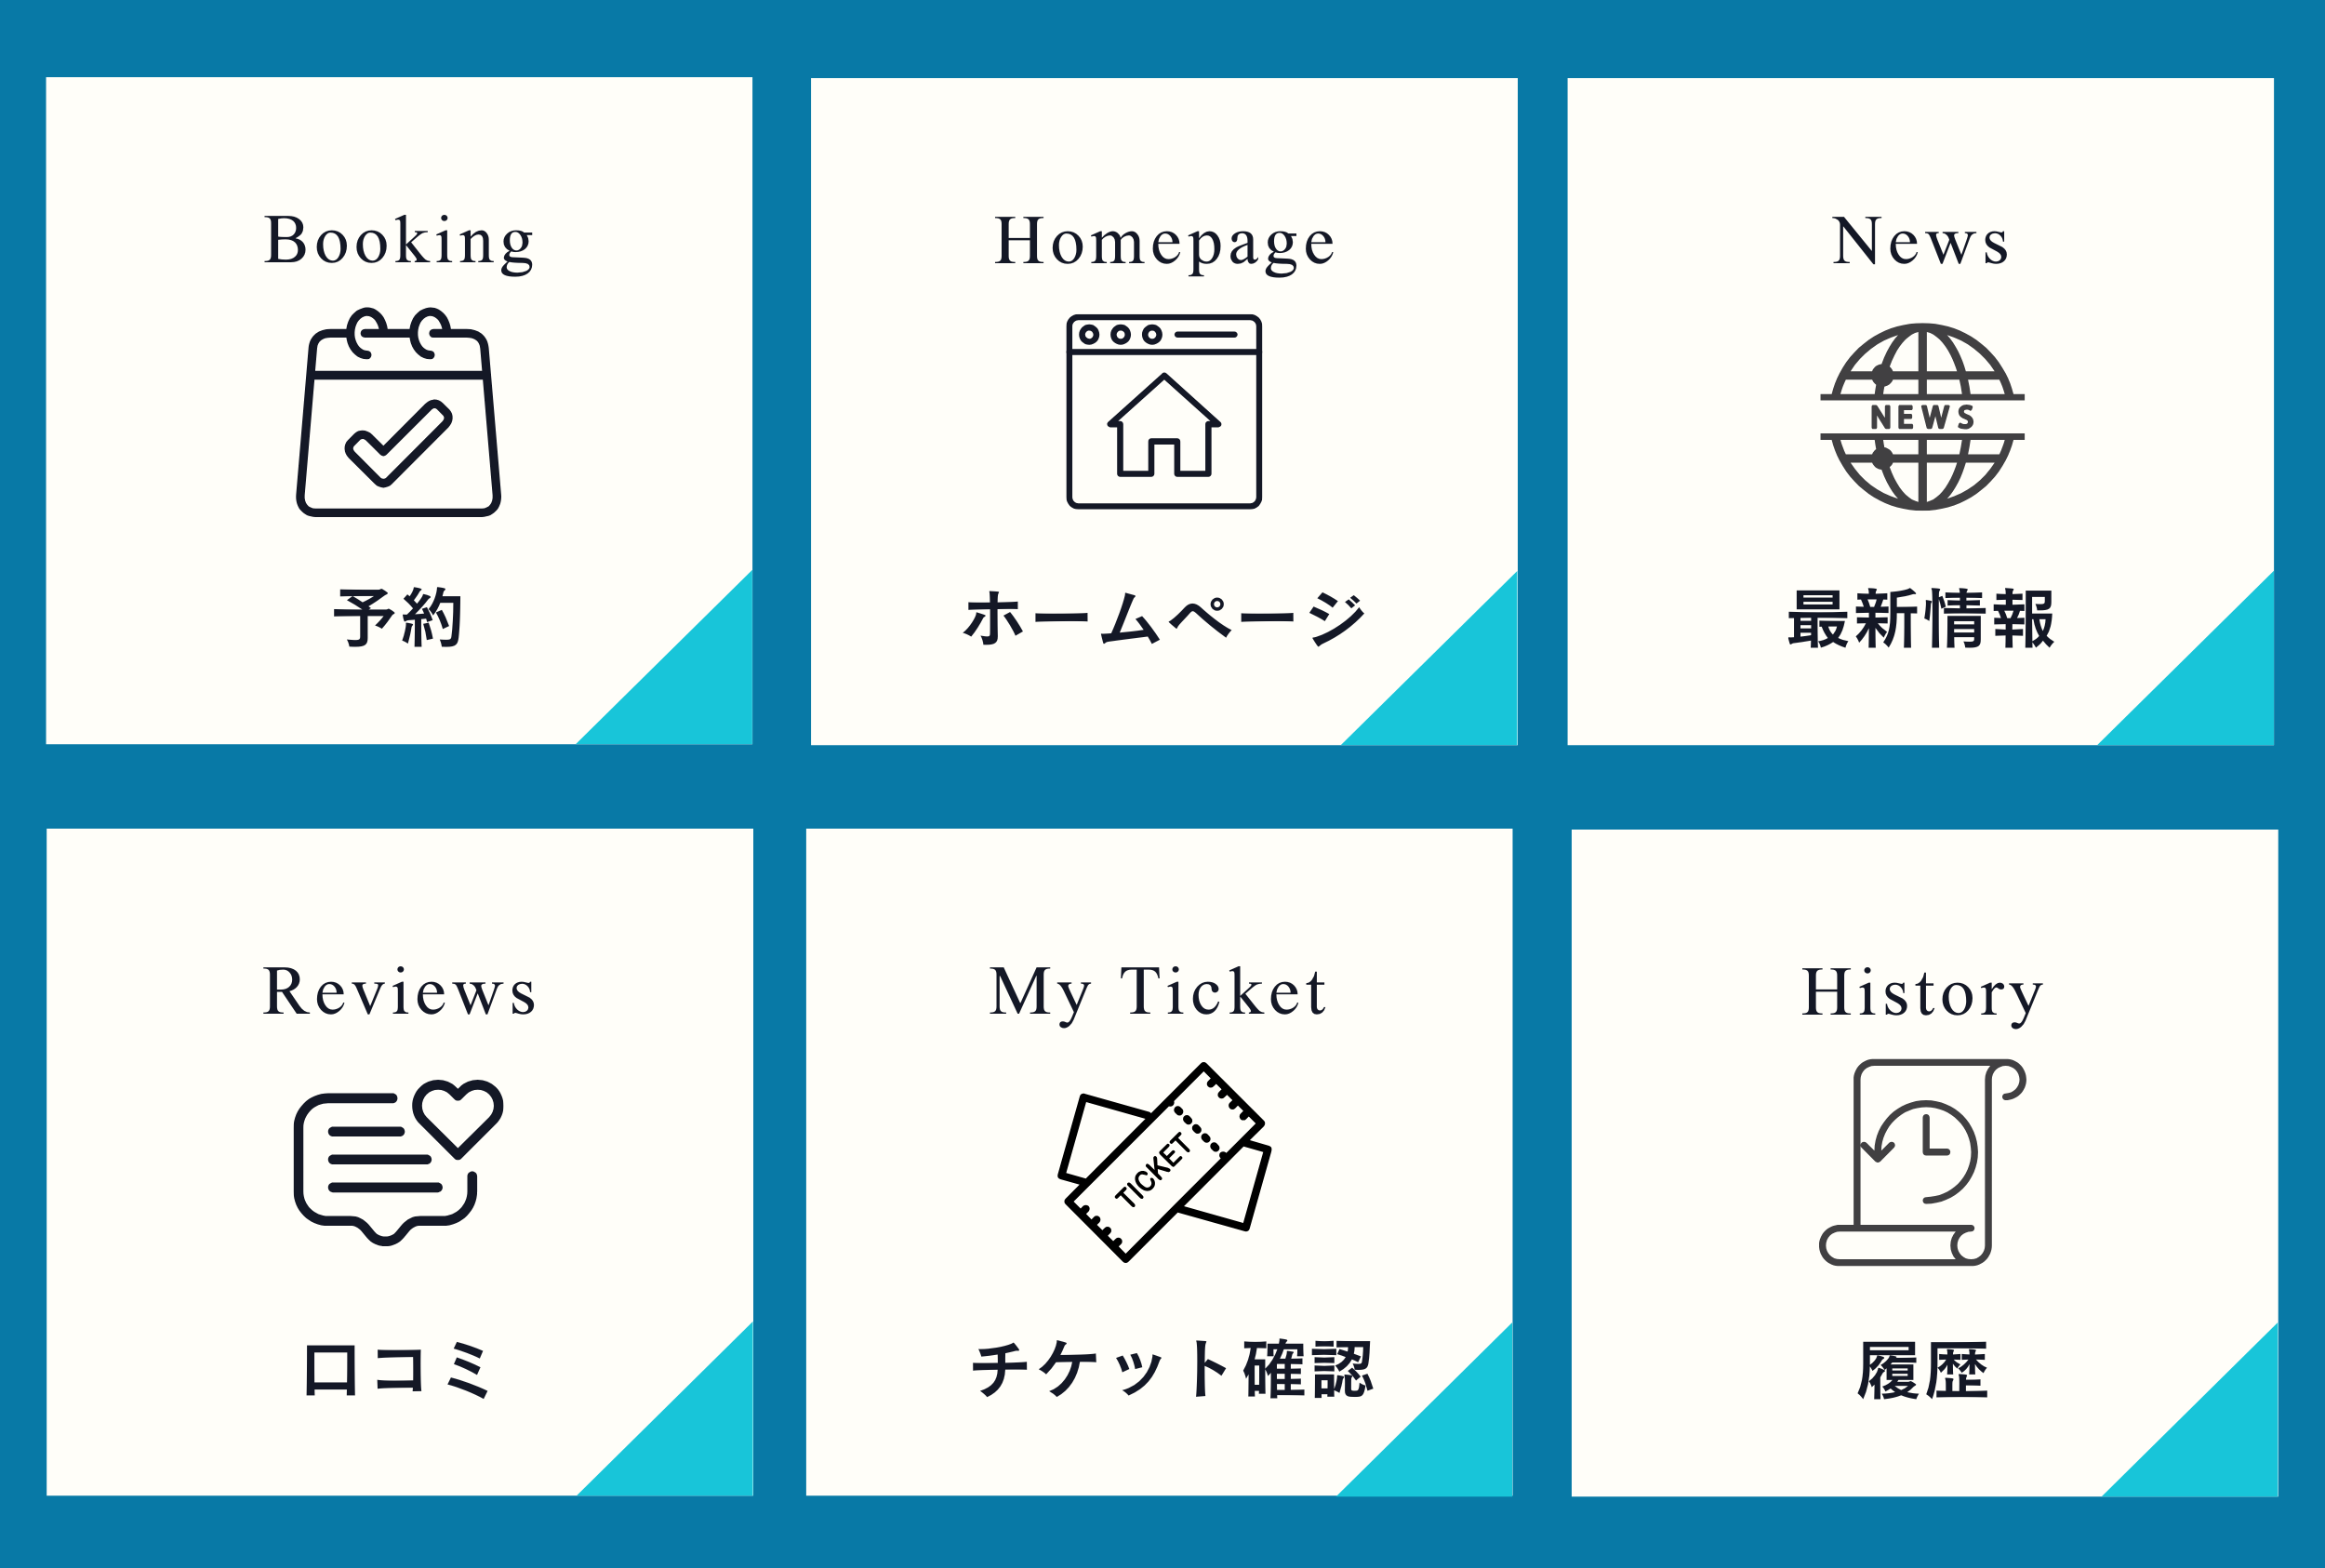 Booking
予約
Homepage
ホームページ
News
NEWS
最新情報
Reviews
口コミ
My Ticket
TICKET
チケット確認
History
履歴